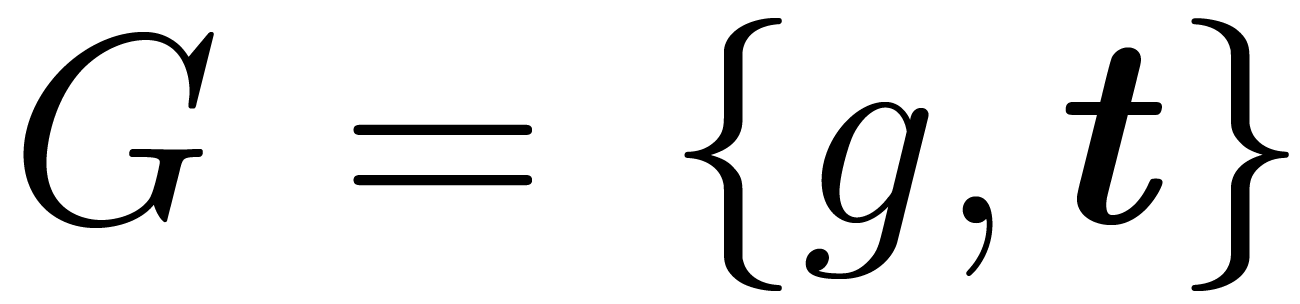 G = {g, t}